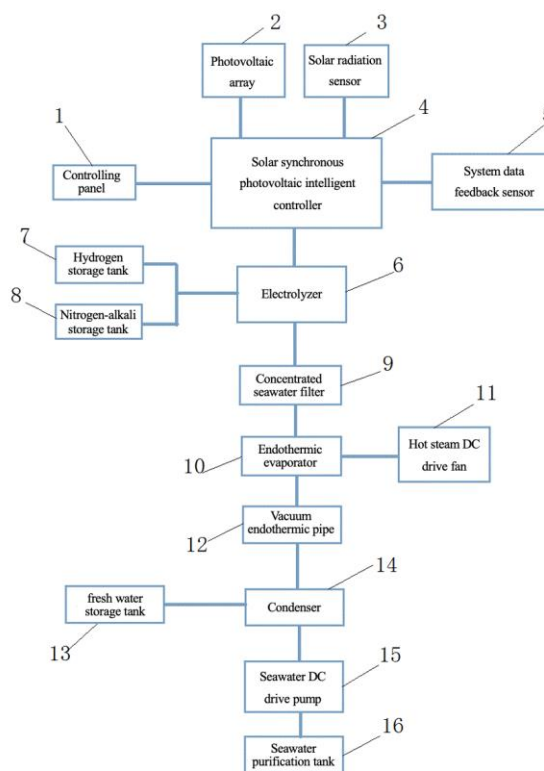 2
3
Photovoltaic
array
Solar radiation
sensor
4
5
1
Controlling
panel
Solar synchronous
photovoltaic intelligent
controller
System data
feedback sensor
7
Hydrogen
storage tank
6
8
Nitrogen-alkali
storage tank
Electrolyzer
9
Concentrated
seawater filter
11
10
Endothermic
evaporator
Hot steam DC
drive fan
12
Vacuum
endothermic pipe
14
fresh water
storage tank
Condenser
13
15
Seawater DC
drive pump
16
Seawater
purification tank